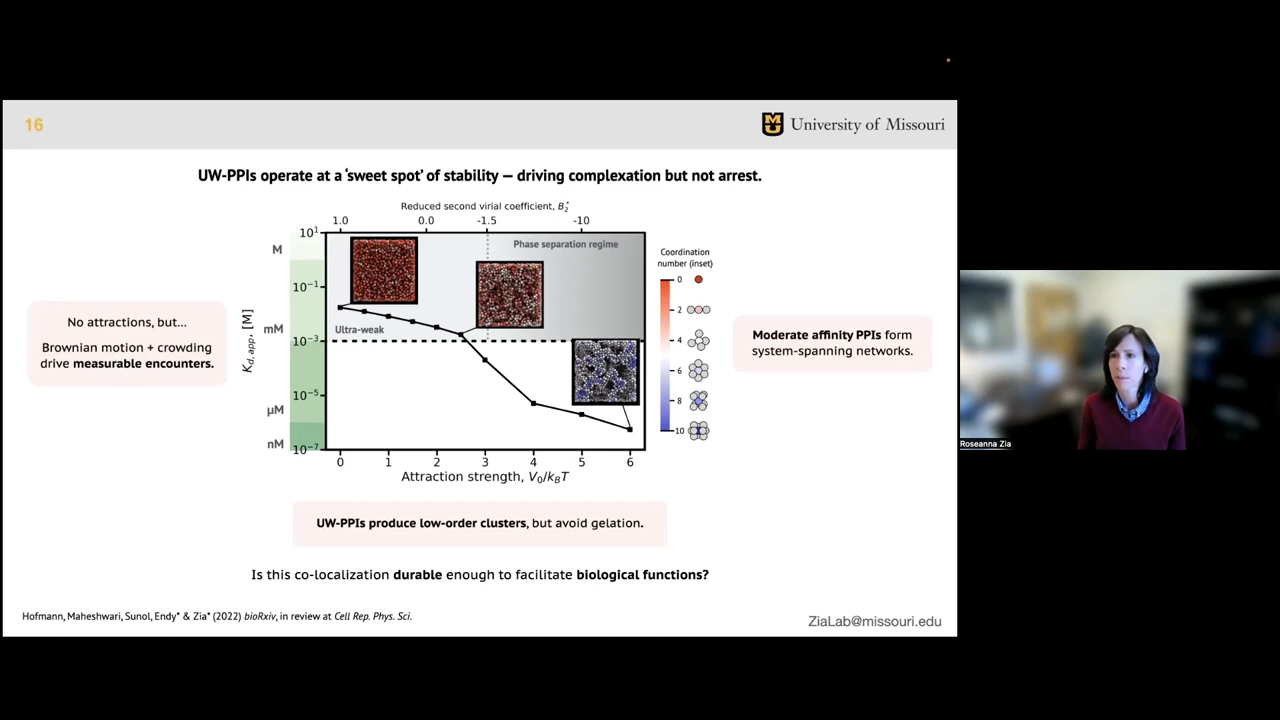 16
University of Missouri
UW-PPIs operate at a ‘sweet spot’ of stability — driving complexation but not arrest.
Reduced second virial coefficient, B₂*
1.0 0.0 -1.5 -10
M
mM
μM
nM
K_{d,app}, [M]
10¹
10⁻¹
10⁻³
10⁻⁵
10⁻⁷
Phase separation regime
Ultra-weak
0 1 2 3 4 5 6
Attraction strength, V₀/k_BT
Coordination
number (inset)
0
2
4
6
8
10
No attractions, but...
Brownian motion + crowding
drive measurable encounters.
Moderate affinity PPIs form
system-spanning networks.
UW-PPIs produce low-order clusters, but avoid gelation.
Is this co-localization durable enough to facilitate biological functions?
Hofmann, Maheshwari, Sunol, Endy* & Zia* (2022) bioRxiv, in review at Cell Rep. Phys. Sci.
ZiaLab@missouri.edu
Roseanna Zia